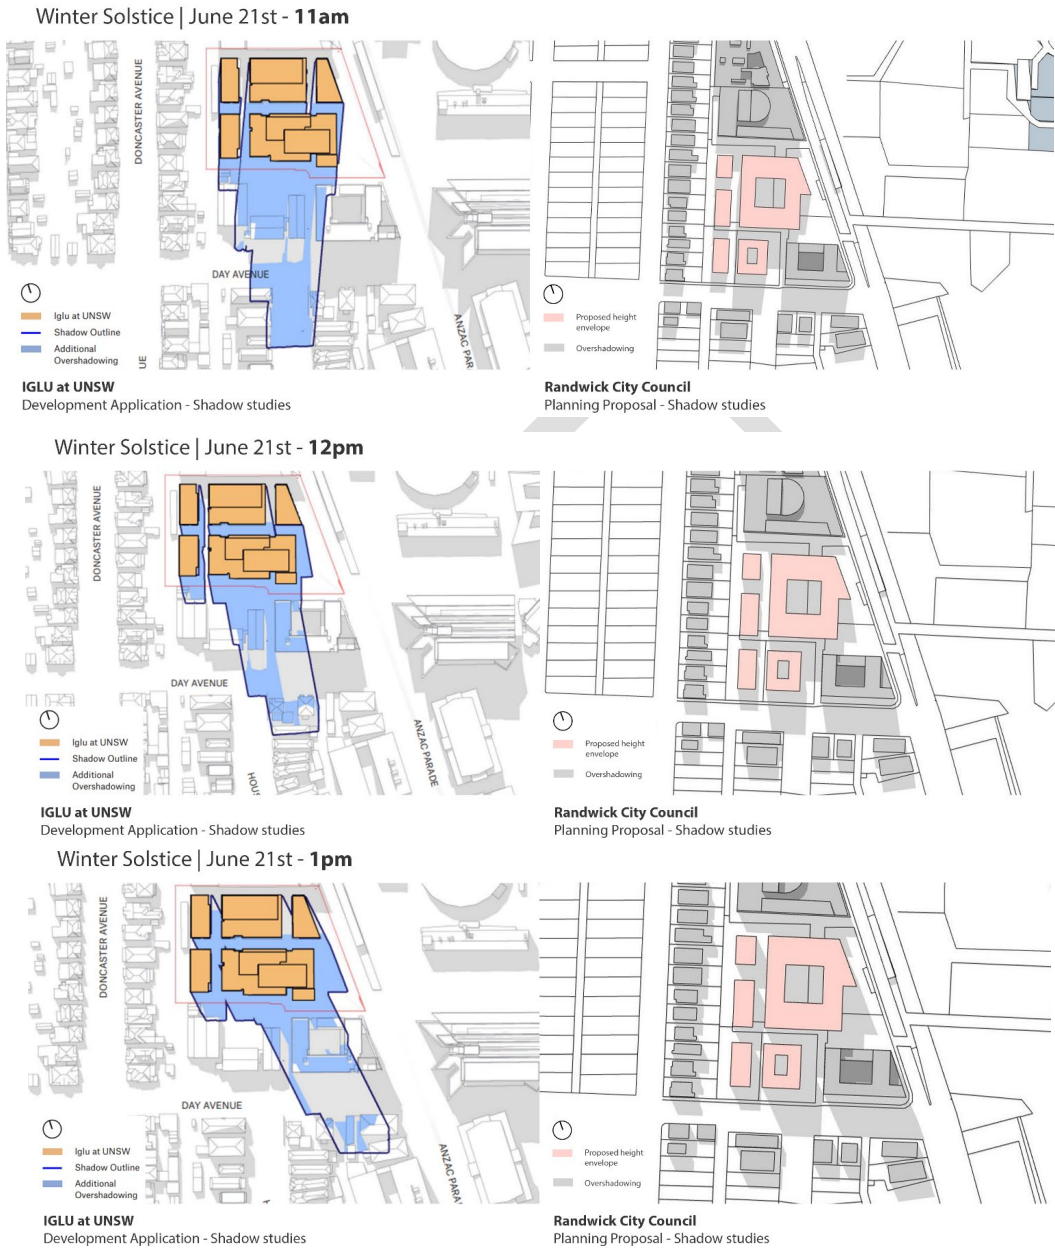 Winter Solstice | June 21st - 11am
DONCASTER AVENUE
DAY AVENUE
ANZAC PAR
UE
Iglu at UNSW
Shadow Outline
Additional
Overshadowing
Proposed height
envelope
Overshadowing
IGLU at UNSW
Development Application - Shadow studies
Randwick City Council
Planning Proposal - Shadow studies
Winter Solstice | June 21st - 12pm
DONCASTER AVENUE
DAY AVENUE
ANZAC PARADE
HOUS
Iglu at UNSW
Shadow Outline
Additional
Overshadowing
Proposed height
envelope
Overshadowing
IGLU at UNSW
Development Application - Shadow studies
Randwick City Council
Planning Proposal - Shadow studies
Winter Solstice | June 21st - 1pm
DONCASTER AVENUE
DAY AVENUE
ANZAC PARA
Iglu at UNSW
Shadow Outline
Additional
Overshadowing
Proposed height
envelope
Overshadowing
IGLU at UNSW
Development Application - Shadow studies
Randwick City Council
Planning Proposal - Shadow studies